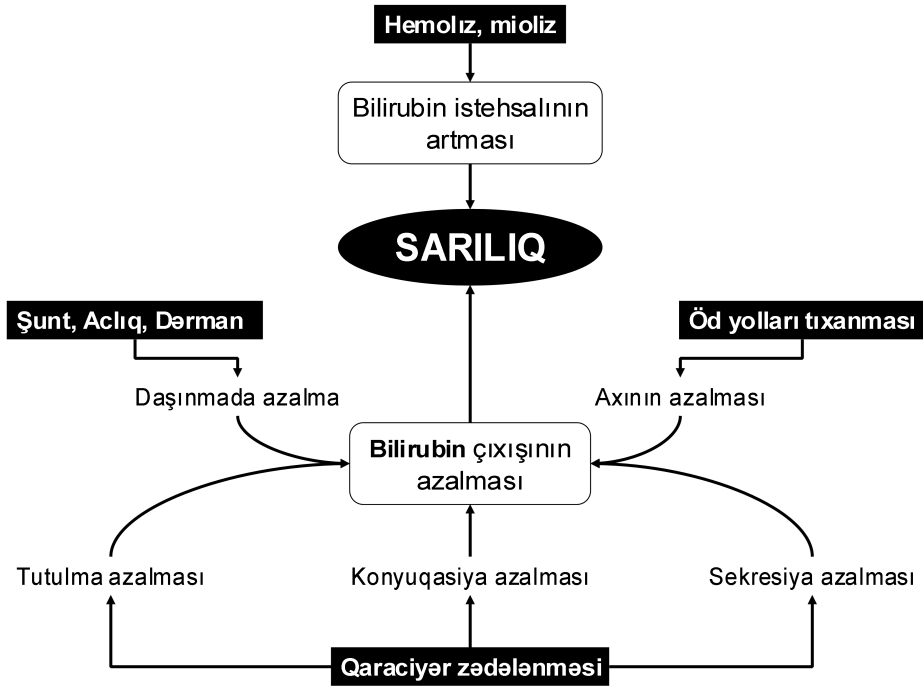 Hemolız, mioliz
Bilirubin istehsalının
artması
SARILIQ
Şunt, Aclıq, Dərman
Öd yolları tıxanması
Daşınmada azalma
Axının azalması
Bilirubin çıxışının
azalması
Tutulma azalması
Konyuqasiya azalması
Sekresiya azalması
Qaraciyər zədələnməsi